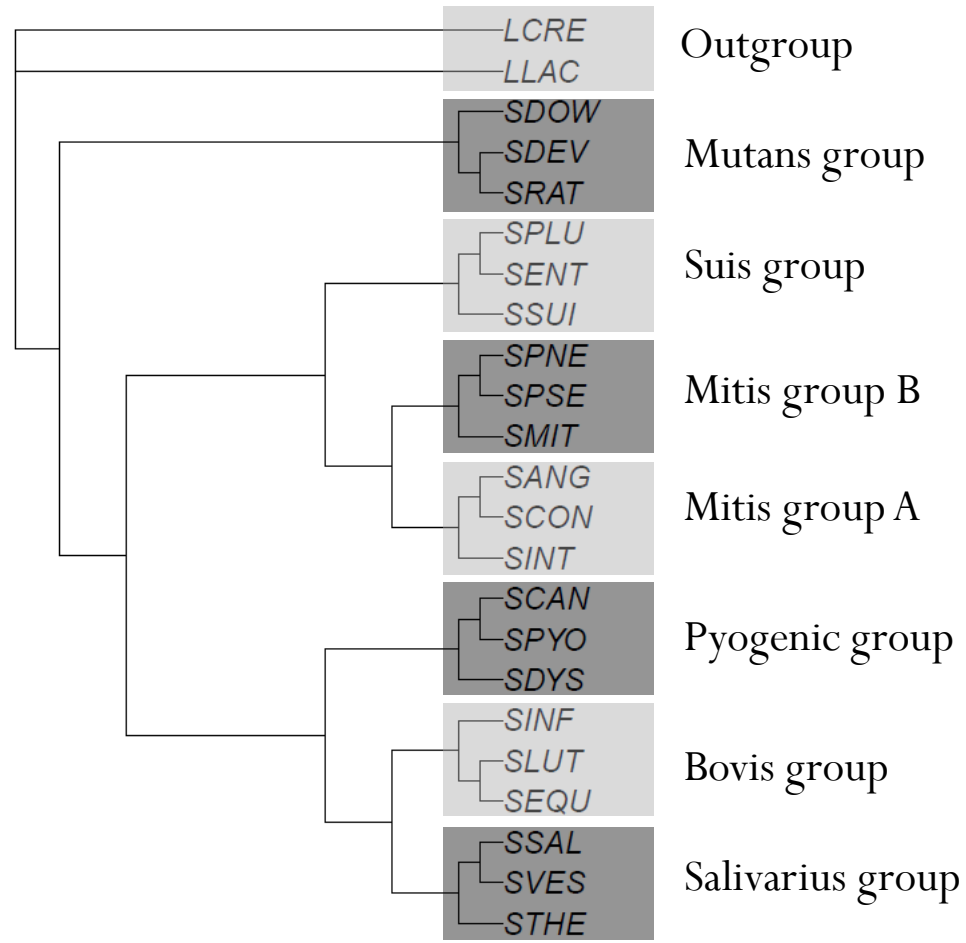 LCRE
LLAC
Outgroup
SDOW
SDEV
SRAT
Mutans group
SPLU
SENT
SSUI
Suis group
SPNE
SPSE
SMIT
Mitis group B
SANG
SCON
SINT
Mitis group A
SCAN
SPYO
SDYS
Pyogenic group
SINF
SLUT
SEQU
Bovis group
SSAL
SVES
STHE
Salivarius group